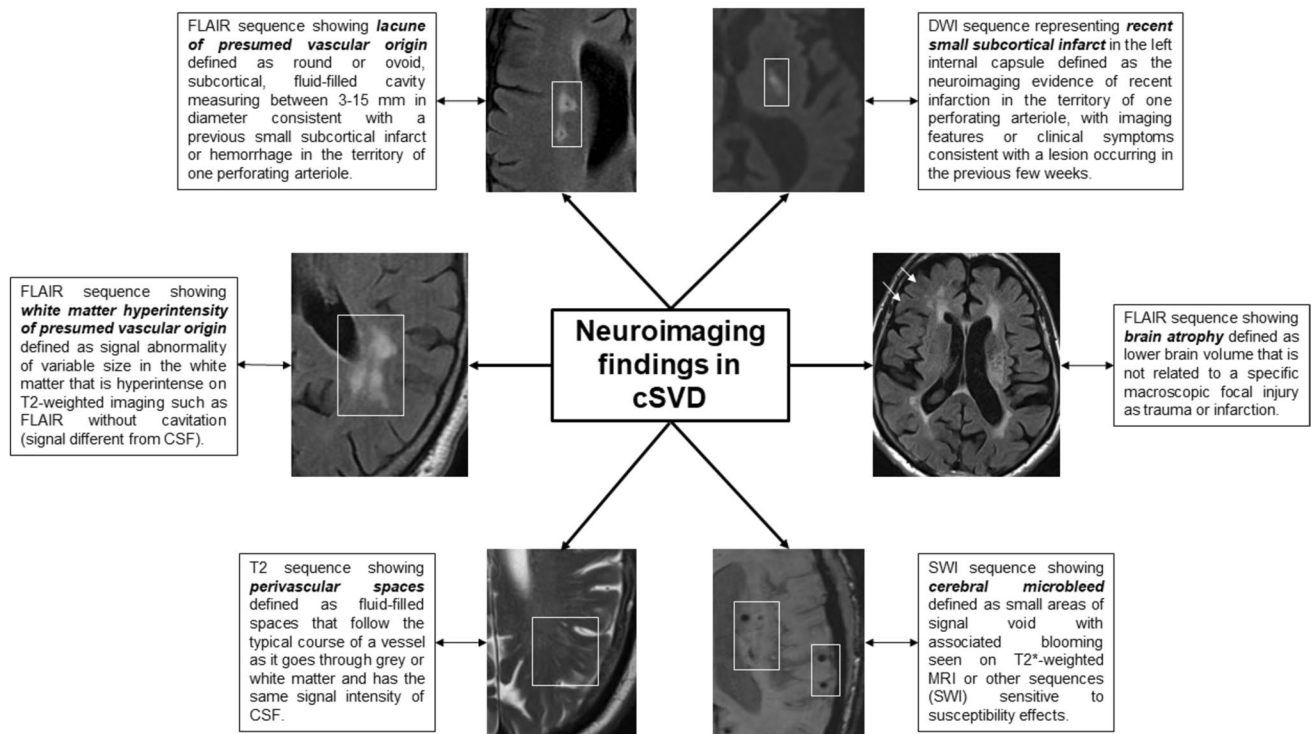 FLAIR sequence showing lacune
of presumed vascular origin
defined as round or ovoid,
subcortical, fluid-filled cavity
measuring between 3-15 mm in
diameter consistent with a
previous small subcortical infarct
or hemorrhage in the territory of
one perforating arteriole.
DWI sequence representing recent
small subcortical infarct in the left
internal capsule defined as the
neuroimaging evidence of recent
infarction in the territory of one
perforating arteriole, with imaging
features or clinical symptoms
consistent with a lesion occurring in
the previous few weeks.
FLAIR sequence showing
white matter hyperintensity
of presumed vascular origin
defined as signal abnormality
of variable size in the white
matter that is hyperintense on
T2-weighted imaging such as
FLAIR without cavitation
(signal different from CSF).
Neuroimaging
findings in
cSVD
FLAIR sequence showing
brain atrophy defined as
lower brain volume that is
not related to a specific
macroscopic focal injury
as trauma or infarction.
T2 sequence showing
perivascular spaces
defined as fluid-filled
spaces that follow the
typical course of a vessel
as it goes through grey or
white matter and has the
same signal intensity of
CSF.
SWI sequence showing
cerebral microbleed
defined as small areas of
signal void with
associated blooming
seen on T2*-weighted
MRI or other sequences
(SWI) sensitive to
susceptibility effects.